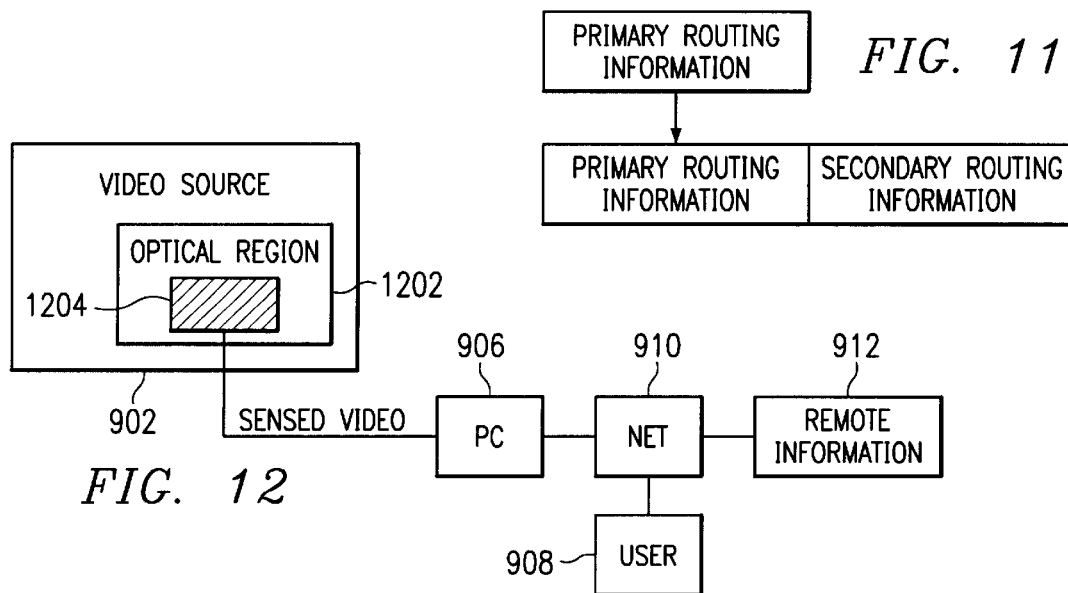 PRIMARY ROUTING
INFORMATION
FIG. 11
PRIMARY ROUTING
INFORMATION
SECONDARY ROUTING
INFORMATION
VIDEO SOURCE
OPTICAL REGION
1204
1202
902
SENSED VIDEO
906
PC
910
NET
912
REMOTE
INFORMATION
908
USER
FIG. 12